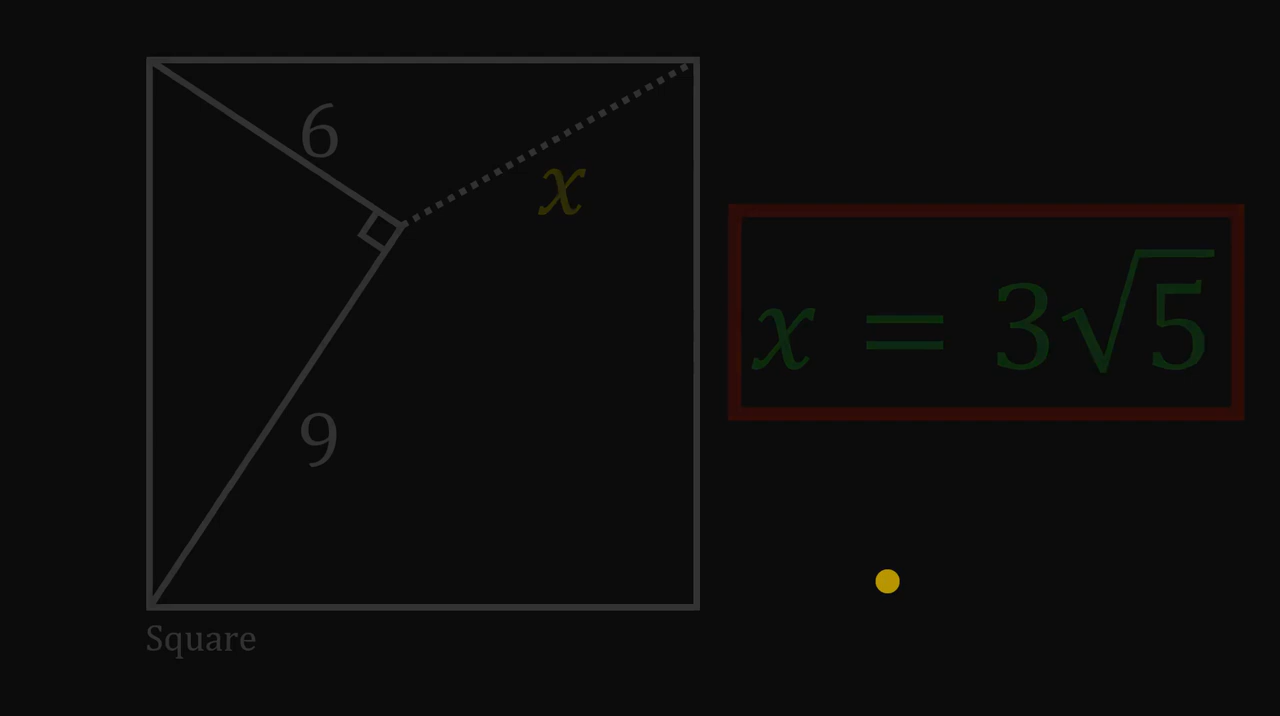 6
x
x = 3√5
9
Square